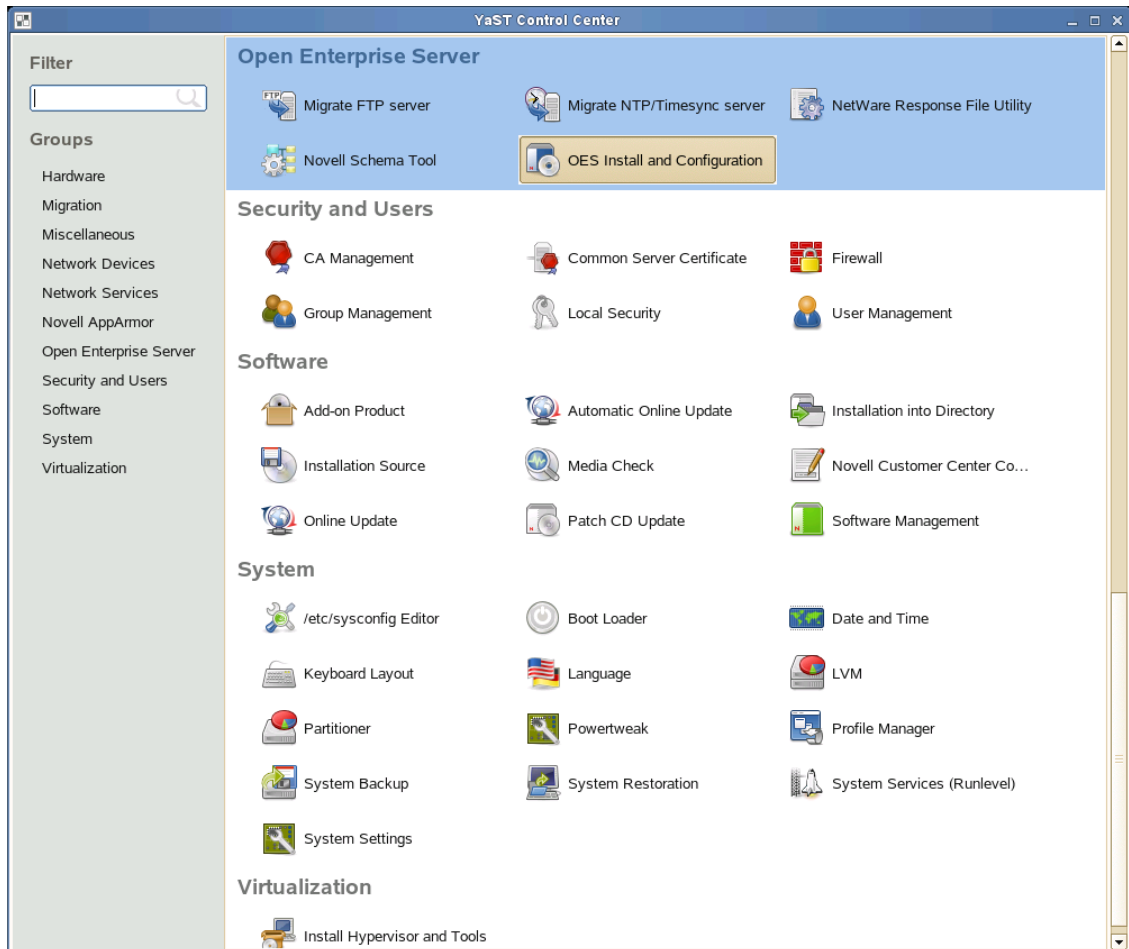 YaST Control Center
Filter
Groups
Hardware
Migration
Miscellaneous
Network Devices
Network Services
Novell AppArmor
Open Enterprise Server
Security and Users
Software
System
Virtualization
Open Enterprise Server
FTP
Migrate FTP server
Migrate NTP/Timesync server
NetWare Response File Utility
Novell Schema Tool
OES Install and Configuration
Security and Users
CA Management
Common Server Certificate
Firewall
Group Management
Local Security
User Management
Software
Add-on Product
Automatic Online Update
Installation into Directory
Installation Source
Media Check
Novell Customer Center Co...
Online Update
Patch CD Update
Software Management
System
/etc/sysconfig Editor
Boot Loader
Date and Time
Keyboard Layout
Language
LVM
Partitioner
Powertweak
Profile Manager
System Backup
System Restoration
System Services (Runlevel)
System Settings
Virtualization
Install Hypervisor and Tools